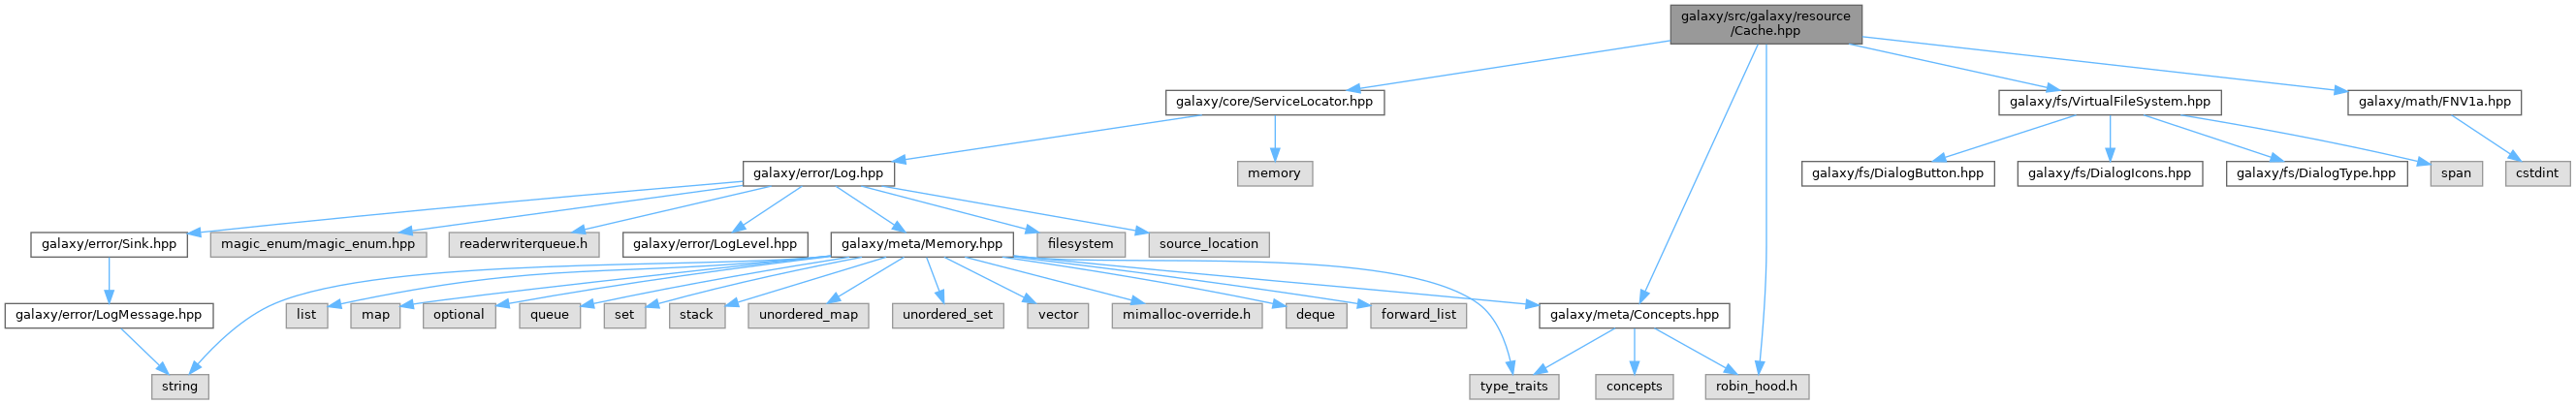 galaxy/src/galaxy/resource
/Cache.hpp
galaxy/core/ServiceLocator.hpp
galaxy/fs/VirtualFileSystem.hpp
galaxy/math/FNV1a.hpp
galaxy/error/Log.hpp
memory
galaxy/fs/DialogButton.hpp
galaxy/fs/DialogIcons.hpp
galaxy/fs/DialogType.hpp
span
cstdint
galaxy/error/Sink.hpp
magic_enum/magic_enum.hpp
readerwriterqueue.h
galaxy/error/LogLevel.hpp
galaxy/meta/Memory.hpp
filesystem
source_location
galaxy/error/LogMessage.hpp
list
map
optional
queue
set
stack
unordered_map
unordered_set
vector
mimalloc-override.h
deque
forward_list
galaxy/meta/Concepts.hpp
string
type_traits
concepts
robin_hood.h